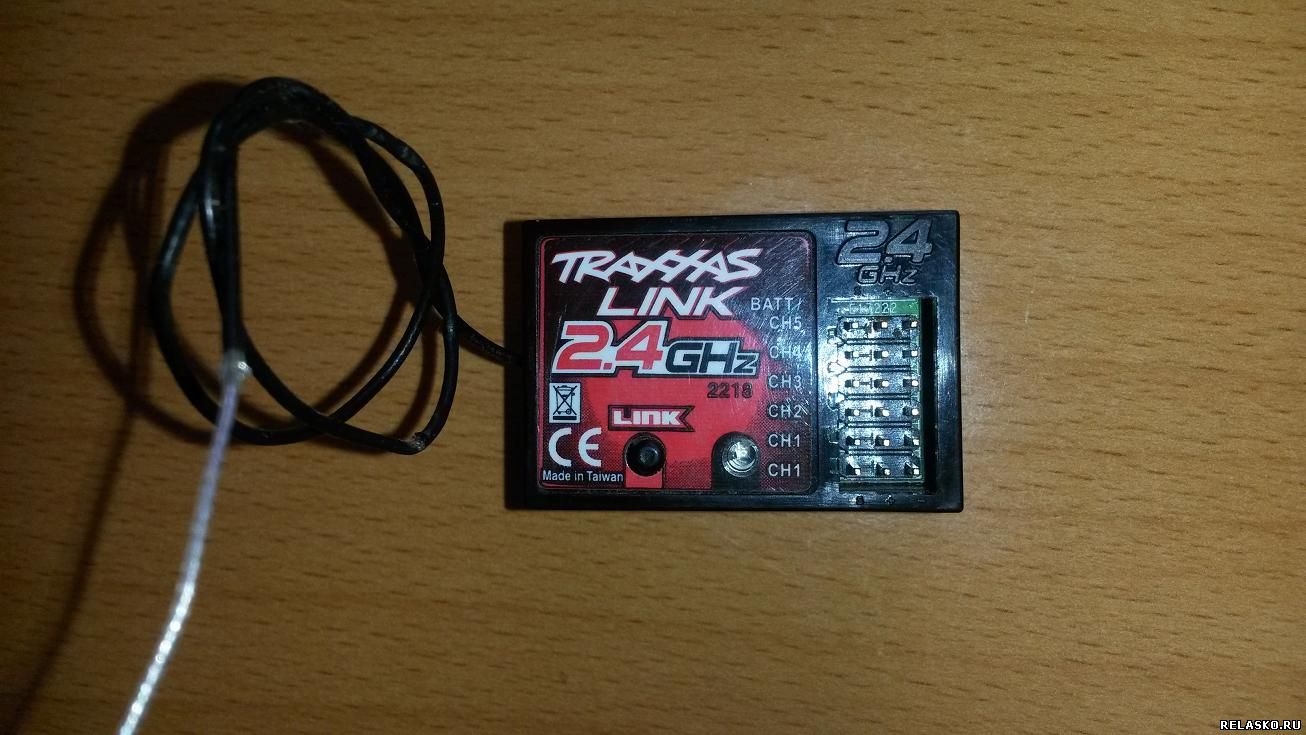 TRAXXAS
LINK
2.4GHz
2218
LINK
CE
Made in Taiwan
BATT/
CH5
CH4
CH3
CH2
CH1
CH1
2.4
GHz
RELASKO.RU